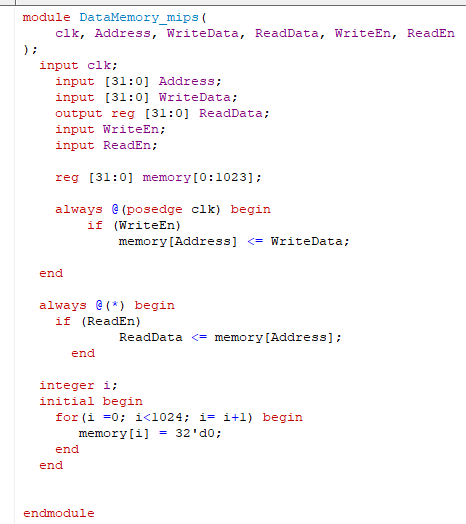 module DataMemory_mips(
    clk, Address, WriteData, ReadData, WriteEn, ReadEn
);
  input clk;
    input [31:0] Address;
    input [31:0] WriteData;
    output reg [31:0] ReadData;
    input WriteEn;
    input ReadEn;
    reg [31:0] memory[0:1023];
    always @(posedge clk) begin
        if (WriteEn)
            memory[Address] <= WriteData;
  end
  always @(*) begin
    if (ReadEn)
            ReadData <= memory[Address];
      end
  integer i;
  initial begin
    for(i =0; i<1024; i= i+1) begin
       memory[i] = 32'd0;
    end
  end
endmodule